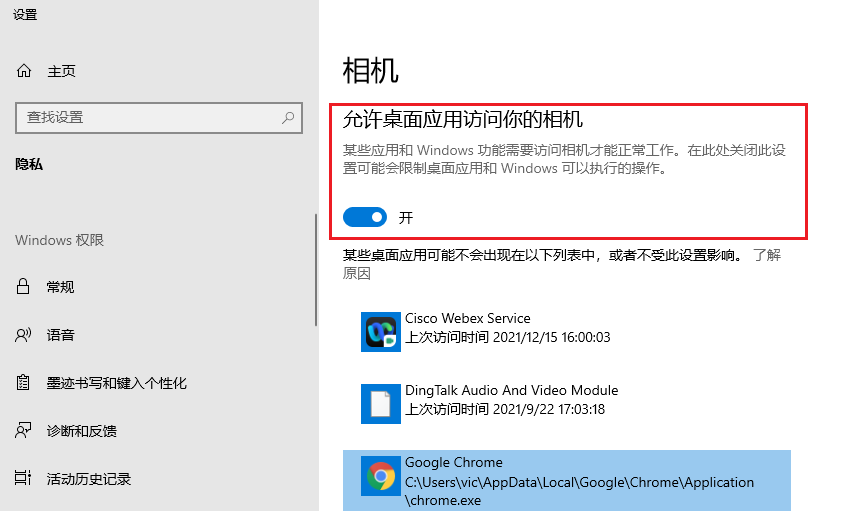 设置
主页
查找设置
隐私
Windows 权限
常规
语音
墨迹书写和键入个性化
诊断和反馈
活动历史记录
相机
允许桌面应用访问你的相机
某些应用和 Windows 功能需要访问相机才能正常工作。在此处关闭此设
置可能会限制桌面应用和 Windows 可以执行的操作。
开
某些桌面应用可能不会出现在以下列表中，或者不受此设置影响。 了解
原因
Cisco Webex Service
上次访问时间 2021/12/15 16:00:03
DingTalk Audio And Video Module
上次访问时间 2021/9/22 17:03:18
Google Chrome
C:\Users\vic\AppData\Local\Google\Chrome\Application
\chrome.exe